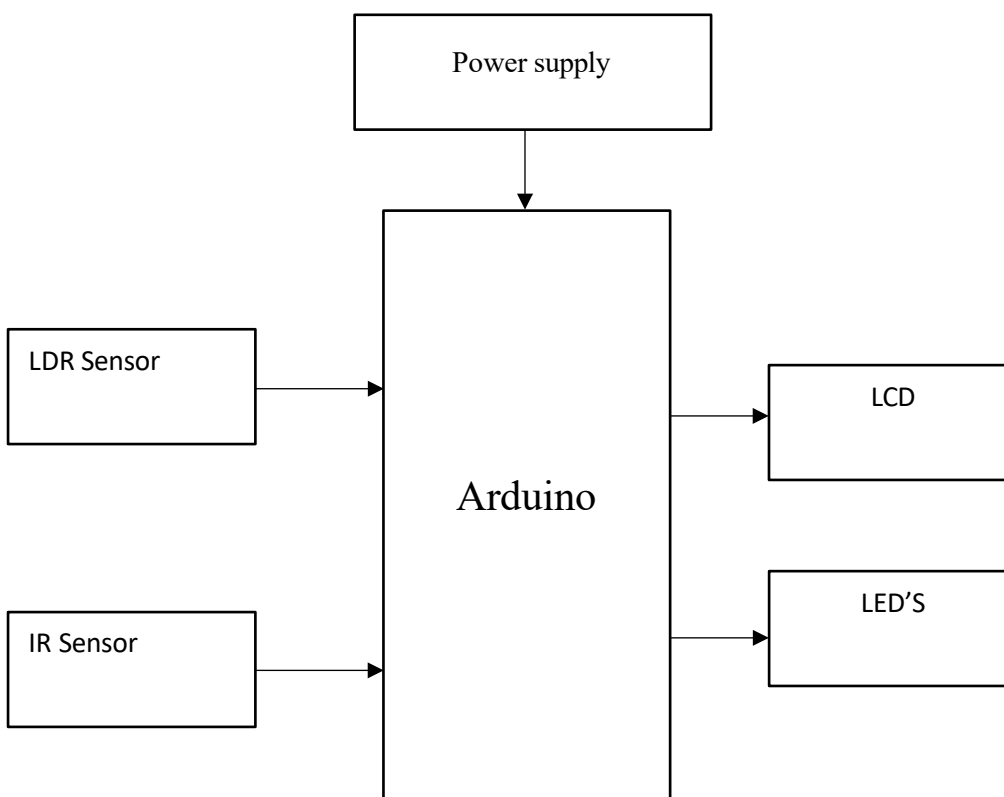 Power supply
LDR Sensor
LCD
Arduino
LED’S
IR Sensor